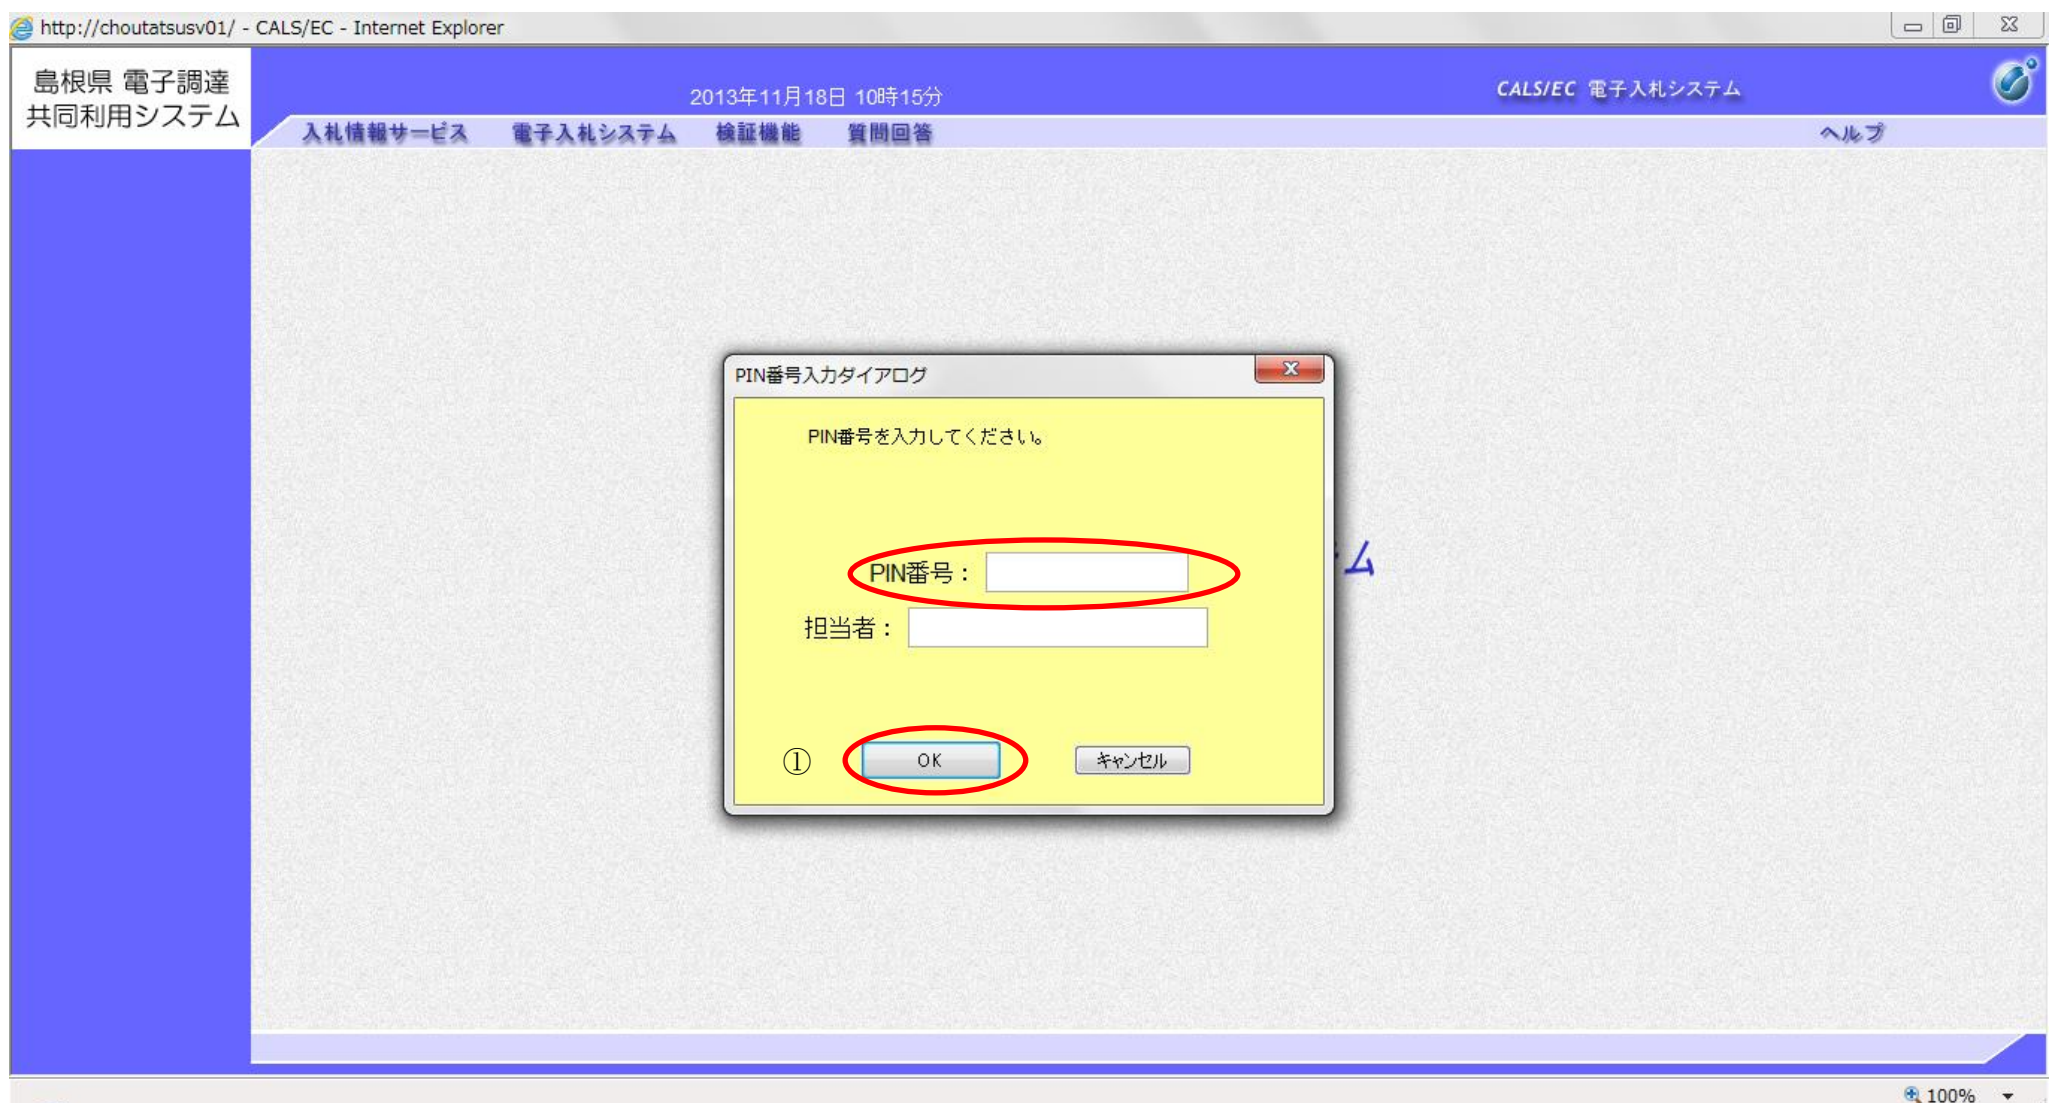 http://choutatsusv01/ - CALS/EC - Internet Explorer
島根県 電子調達
共同利用システム
2013年11月18日 10時15分
CALS/EC 電子入札システム
入札情報サービス 電子入札システム 検証機能 質問回答 ヘルプ
PIN番号入力ダイアログ
PIN番号を入力してください。
PIN番号：
ム
担当者：
① OK キャンセル
100%